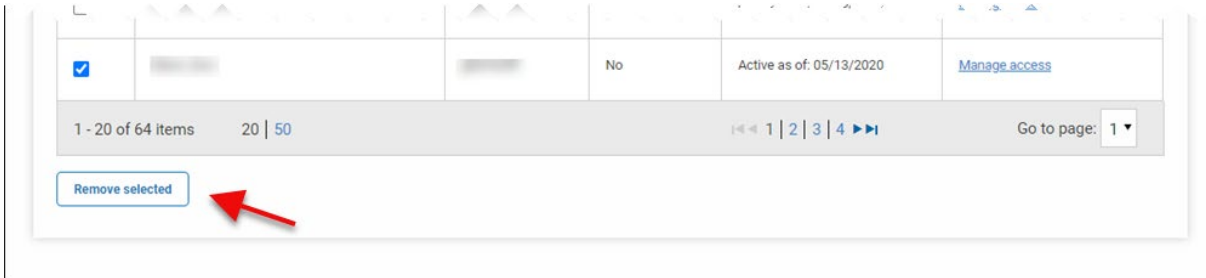 No Active as of: 05/13/2020 Manage access
1 - 20 of 64 items 20 | 50 1 | 2 | 3 | 4 Go to page: 1
Remove selected